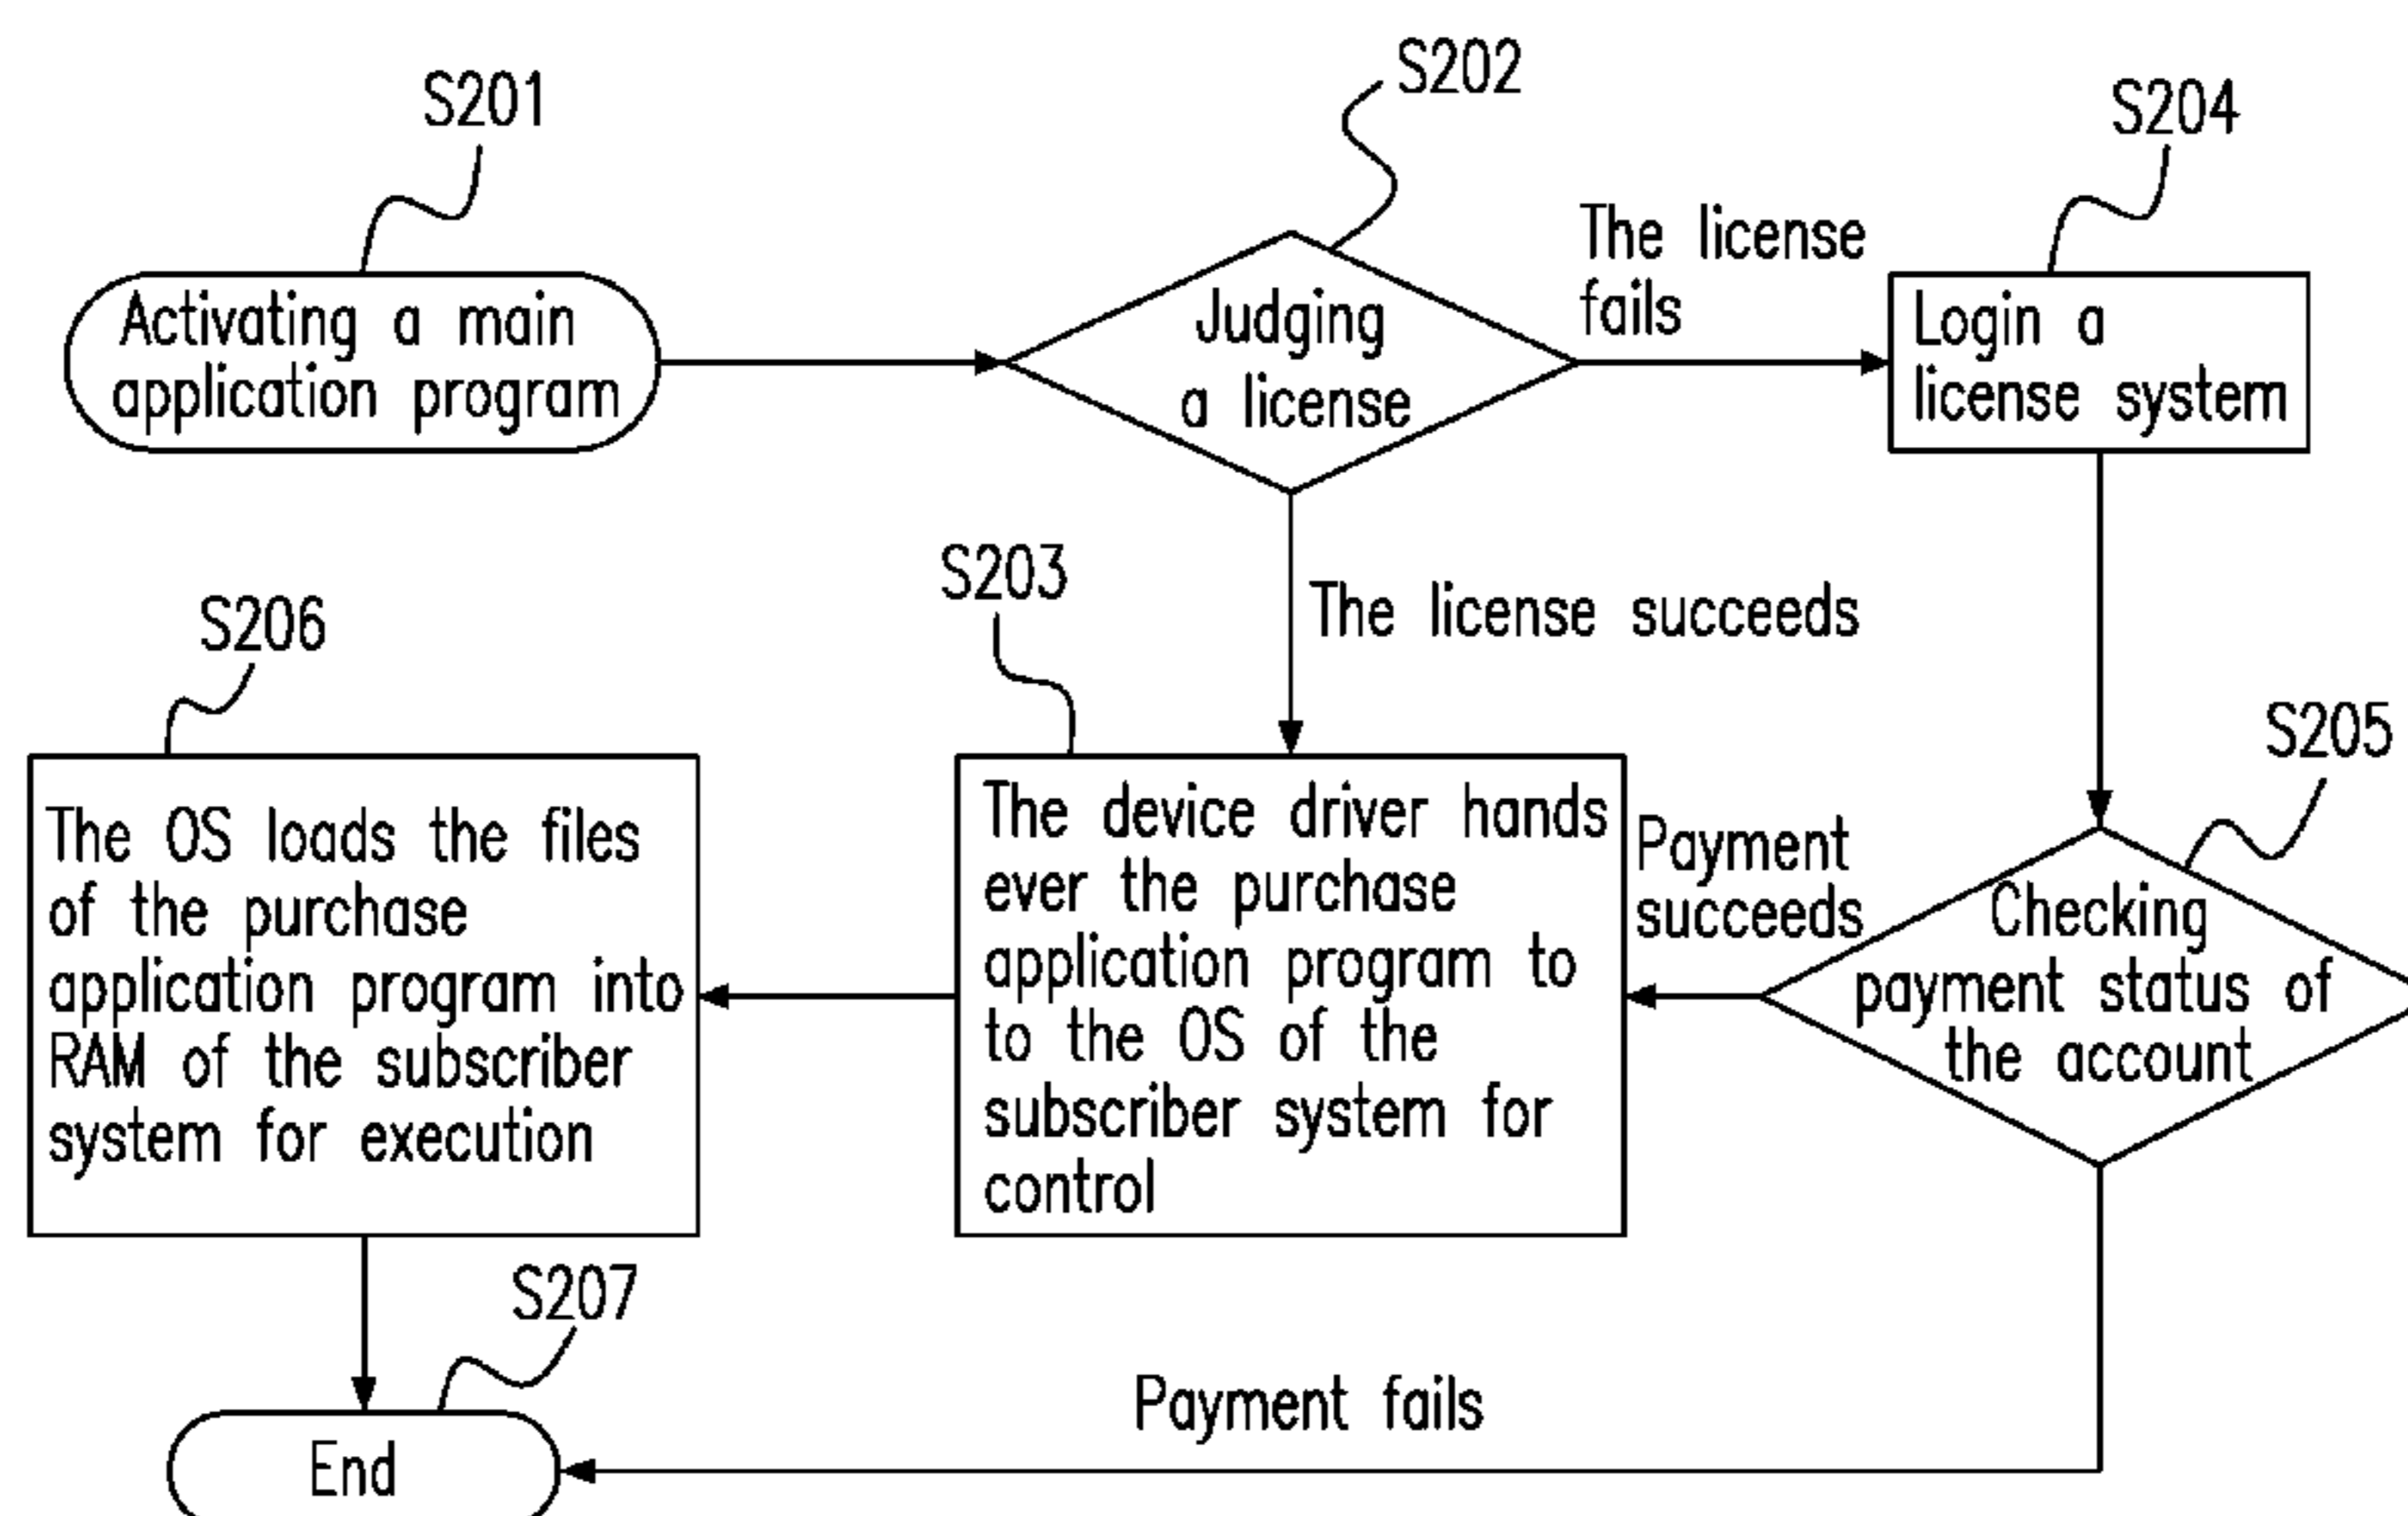 S201
Activating a main
application program
S202
Judging
a license
The license
fails
S204
Login a
license system
The license succeeds
S203
The device driver hands
ever the purchase
application program to
to the OS of the
subscriber system for
control
S205
Checking
payment status of
the account
Payment
succeeds
S206
The OS loads the files
of the purchase
application program into
RAM of the subscriber
system for execution
S207
End
Payment fails